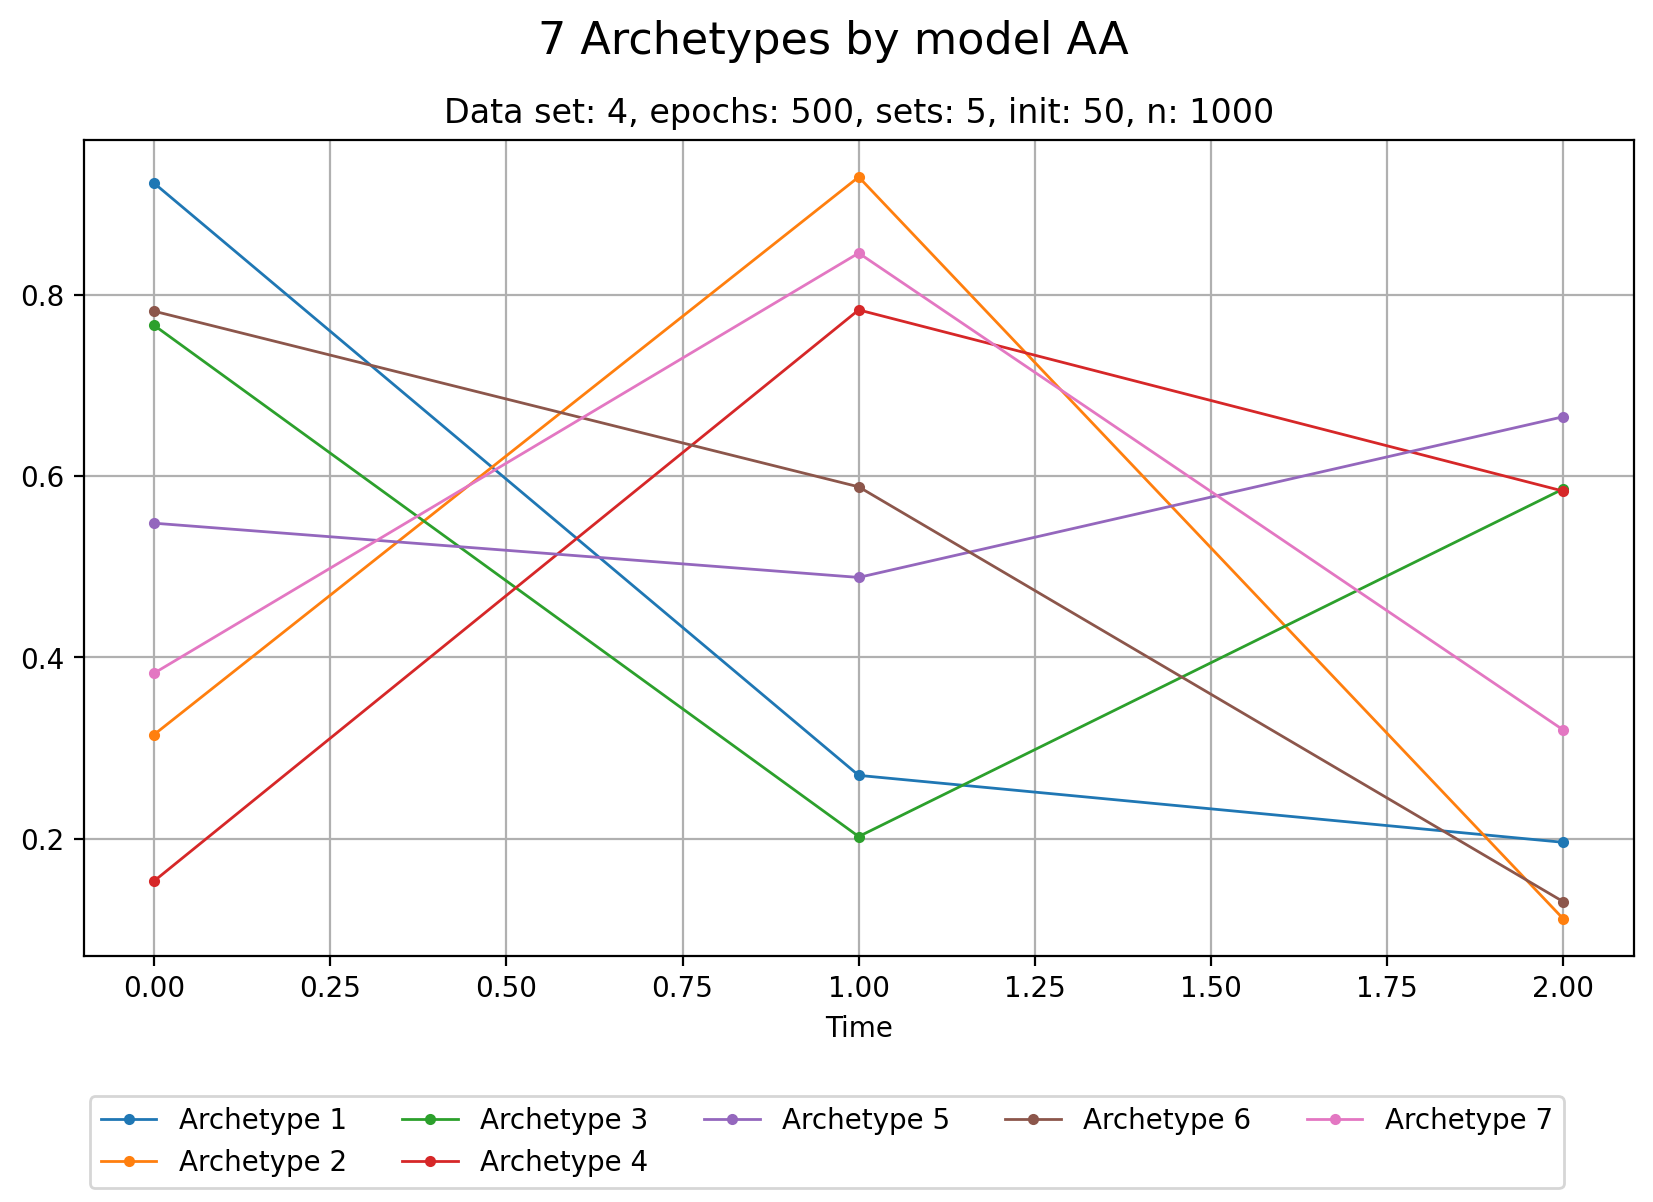 7 Archetypes by model AA
Data set: 4, epochs: 500, sets: 5, init: 50, n: 1000
0.8
0.6
0.4
0.2
0.00 0.25 0.50 0.75 1.00 1.25 1.50 1.75 2.00
Time
Archetype 1 Archetype 3 Archetype 5 Archetype 6 Archetype 7
Archetype 2 Archetype 4